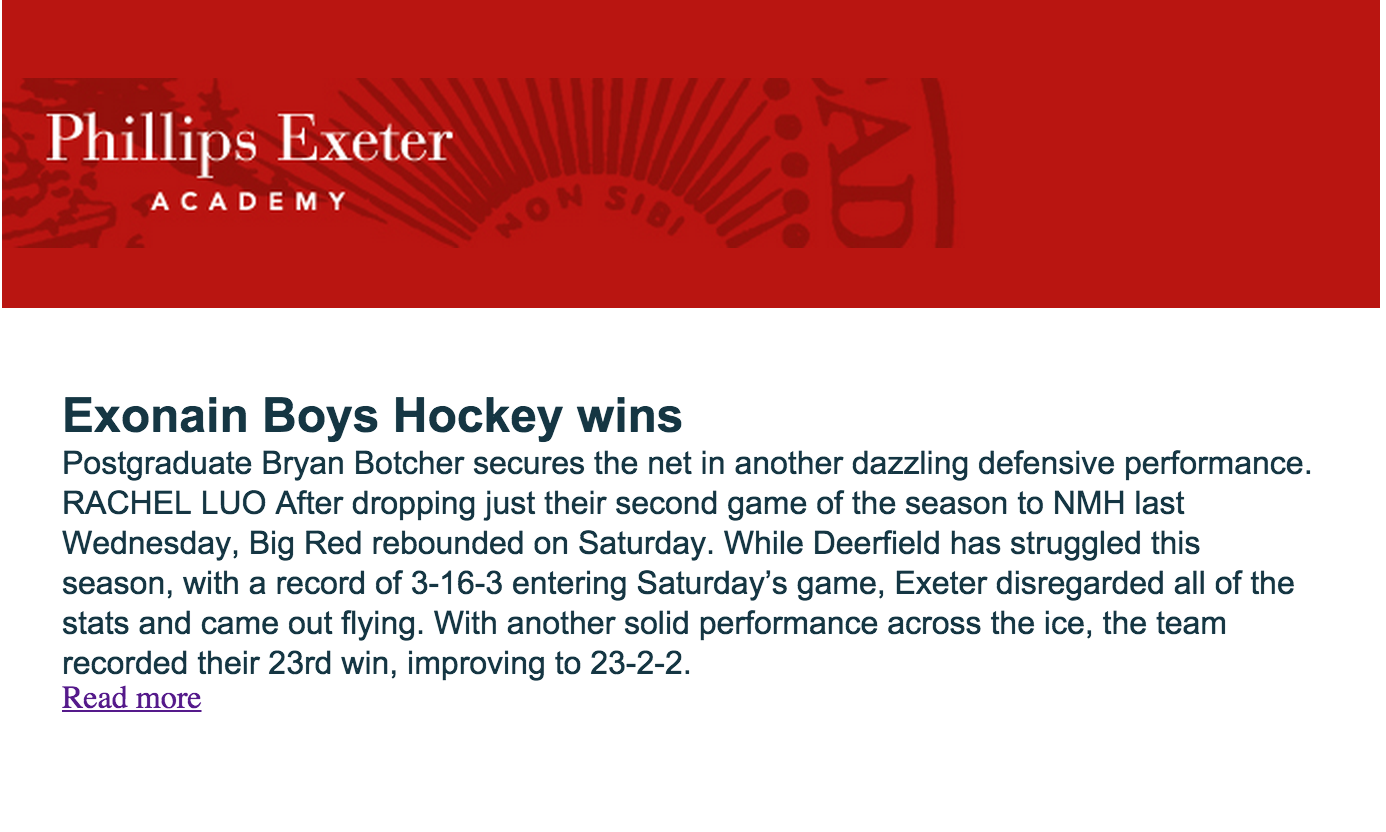 Phillips Exeter
ACADEMY
NON SIBI
AD
Exonain Boys Hockey wins
Postgraduate Bryan Botcher secures the net in another dazzling defensive performance.
RACHEL LUO After dropping just their second game of the season to NMH last
Wednesday, Big Red rebounded on Saturday. While Deerfield has struggled this
season, with a record of 3-16-3 entering Saturday’s game, Exeter disregarded all of the
stats and came out flying. With another solid performance across the ice, the team
recorded their 23rd win, improving to 23-2-2.
Read more